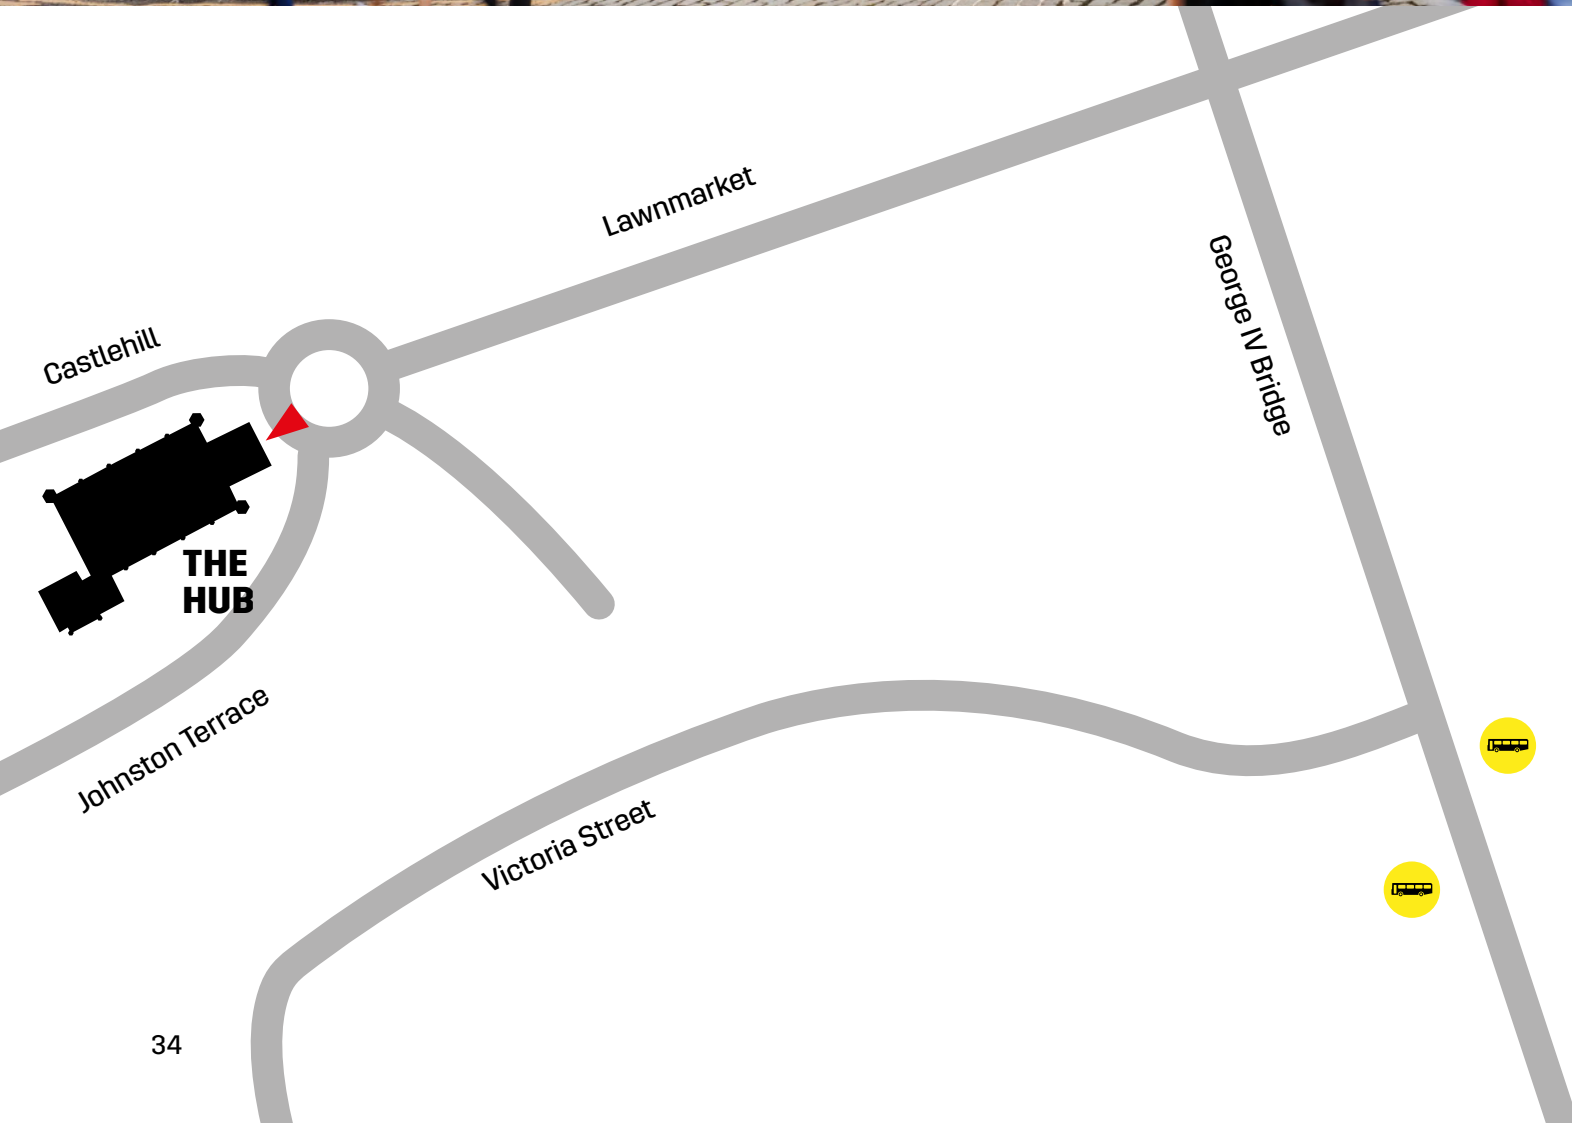 Lawnmarket
George IV Bridge
Castlehill
THE
HUB
Johnston Terrace
Victoria Street
34